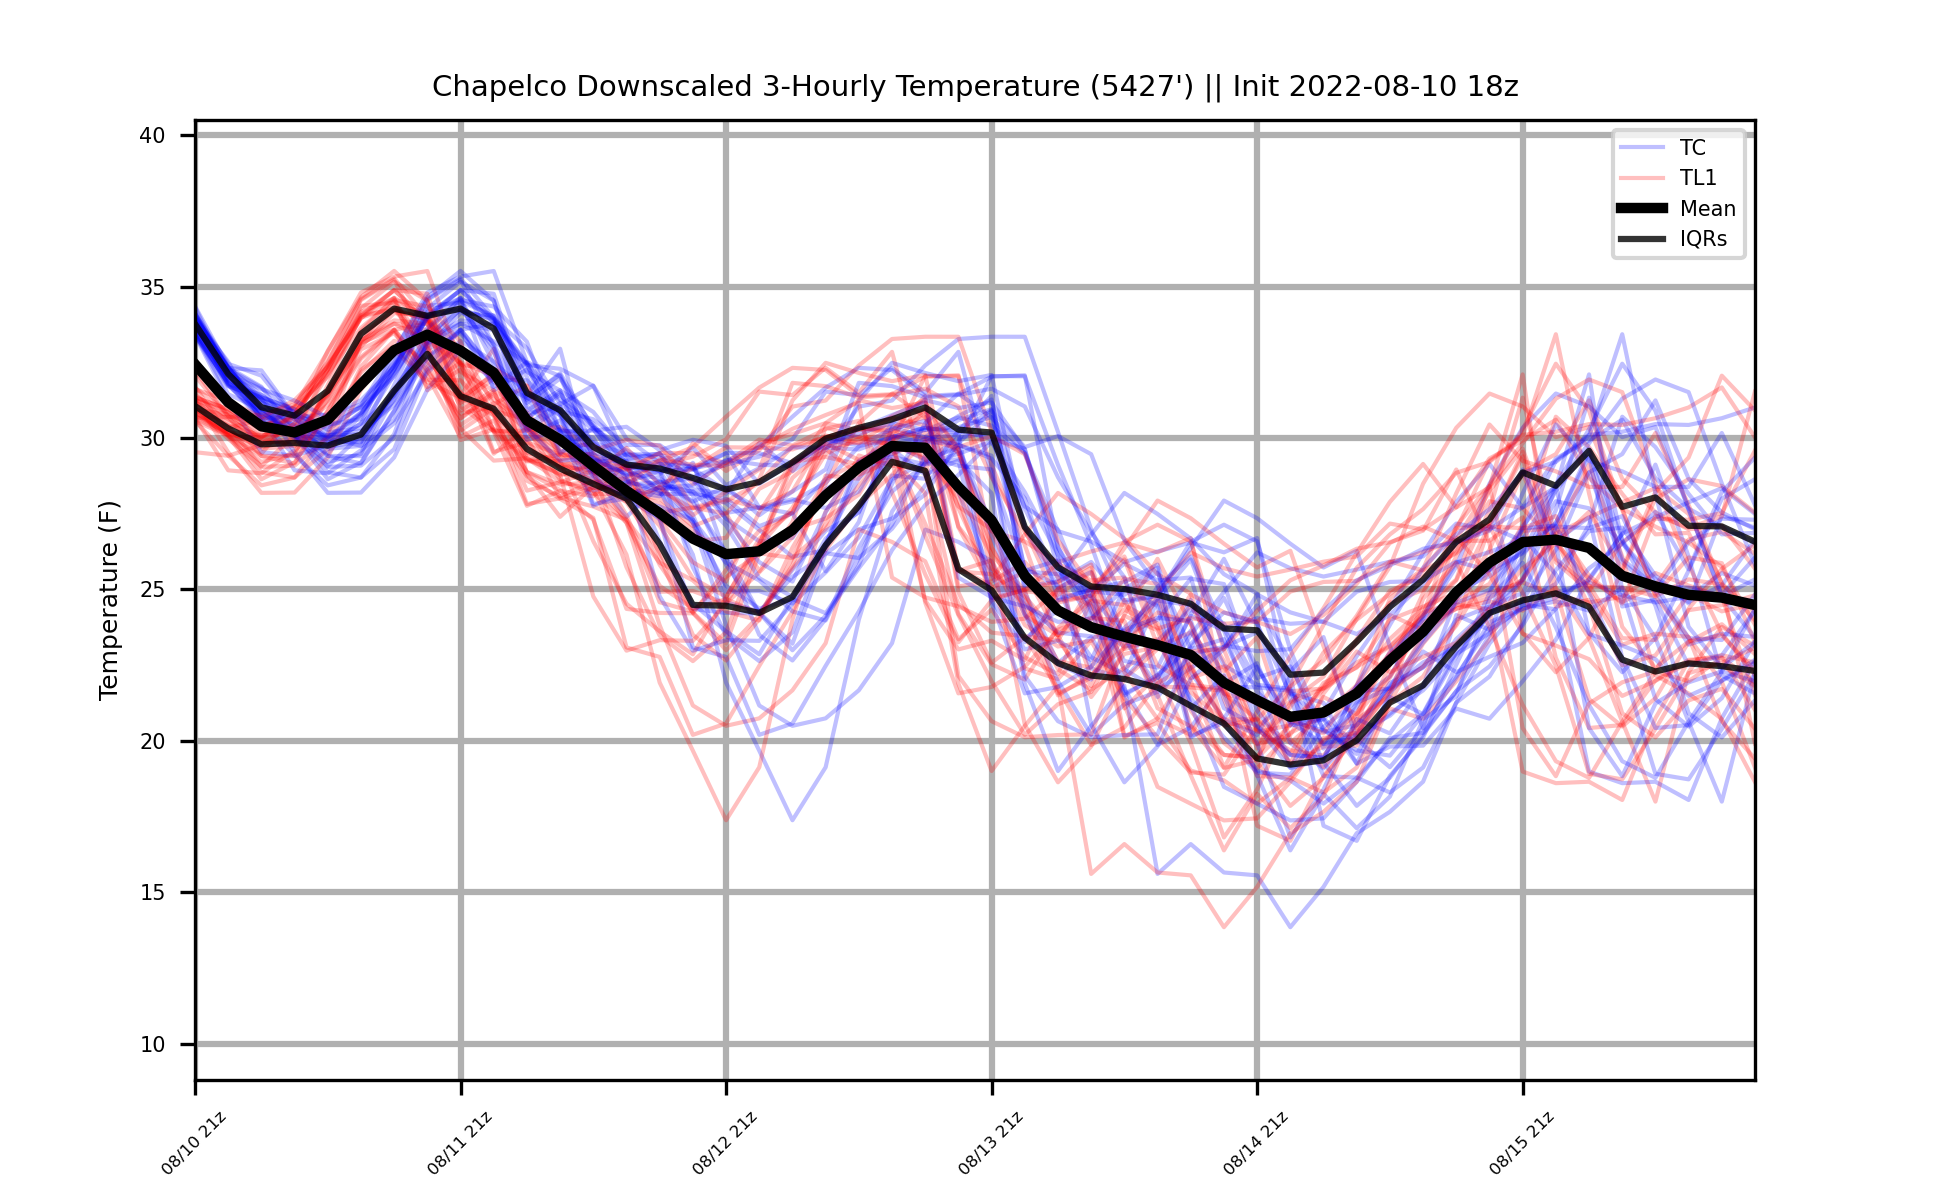 Chapelco Downscaled 3-Hourly Temperature (5427') || Init 2022-08-10 18z
TC
TL1
Mean
IQRs
Temperature (F)
40
35
30
25
20
15
10
08/10 21z
08/11 21z
08/12 21z
08/13 21z
08/14 21z
08/15 21z